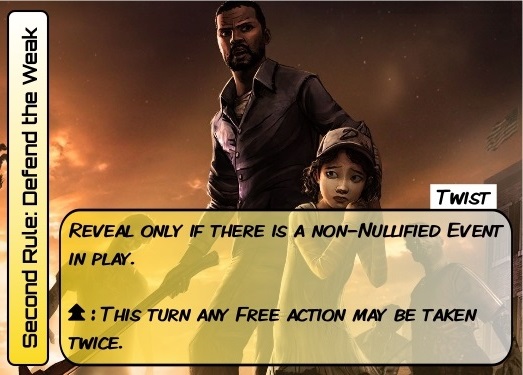 Second Rule: Defend the Weak
Twist
Reveal only if there is a non-Nullified Event
in play.
: This turn any Free action may be taken
twice.